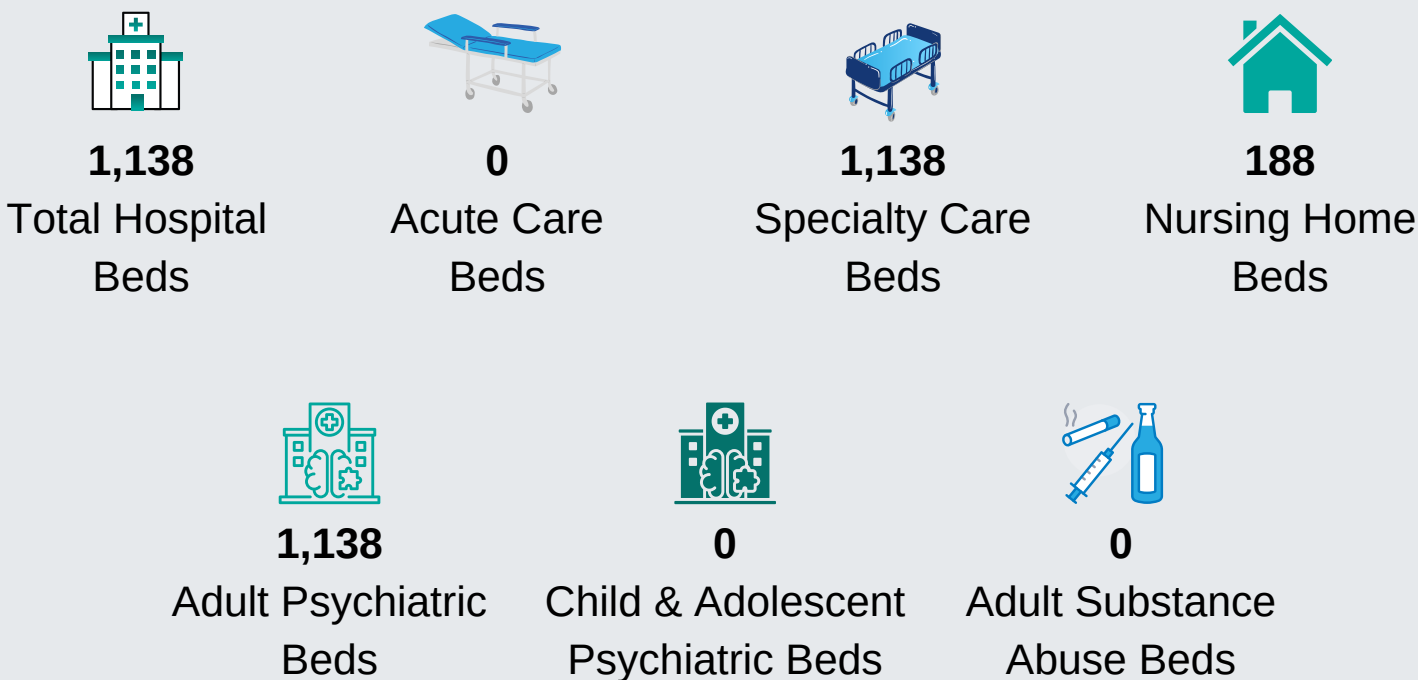 1,138
Total Hospital
Beds
0
Acute Care
Beds
1,138
Specialty Care
Beds
188
Nursing Home
Beds
1,138
Adult Psychiatric
Beds
0
Child & Adolescent
Psychiatric Beds
0
Adult Substance
Abuse Beds